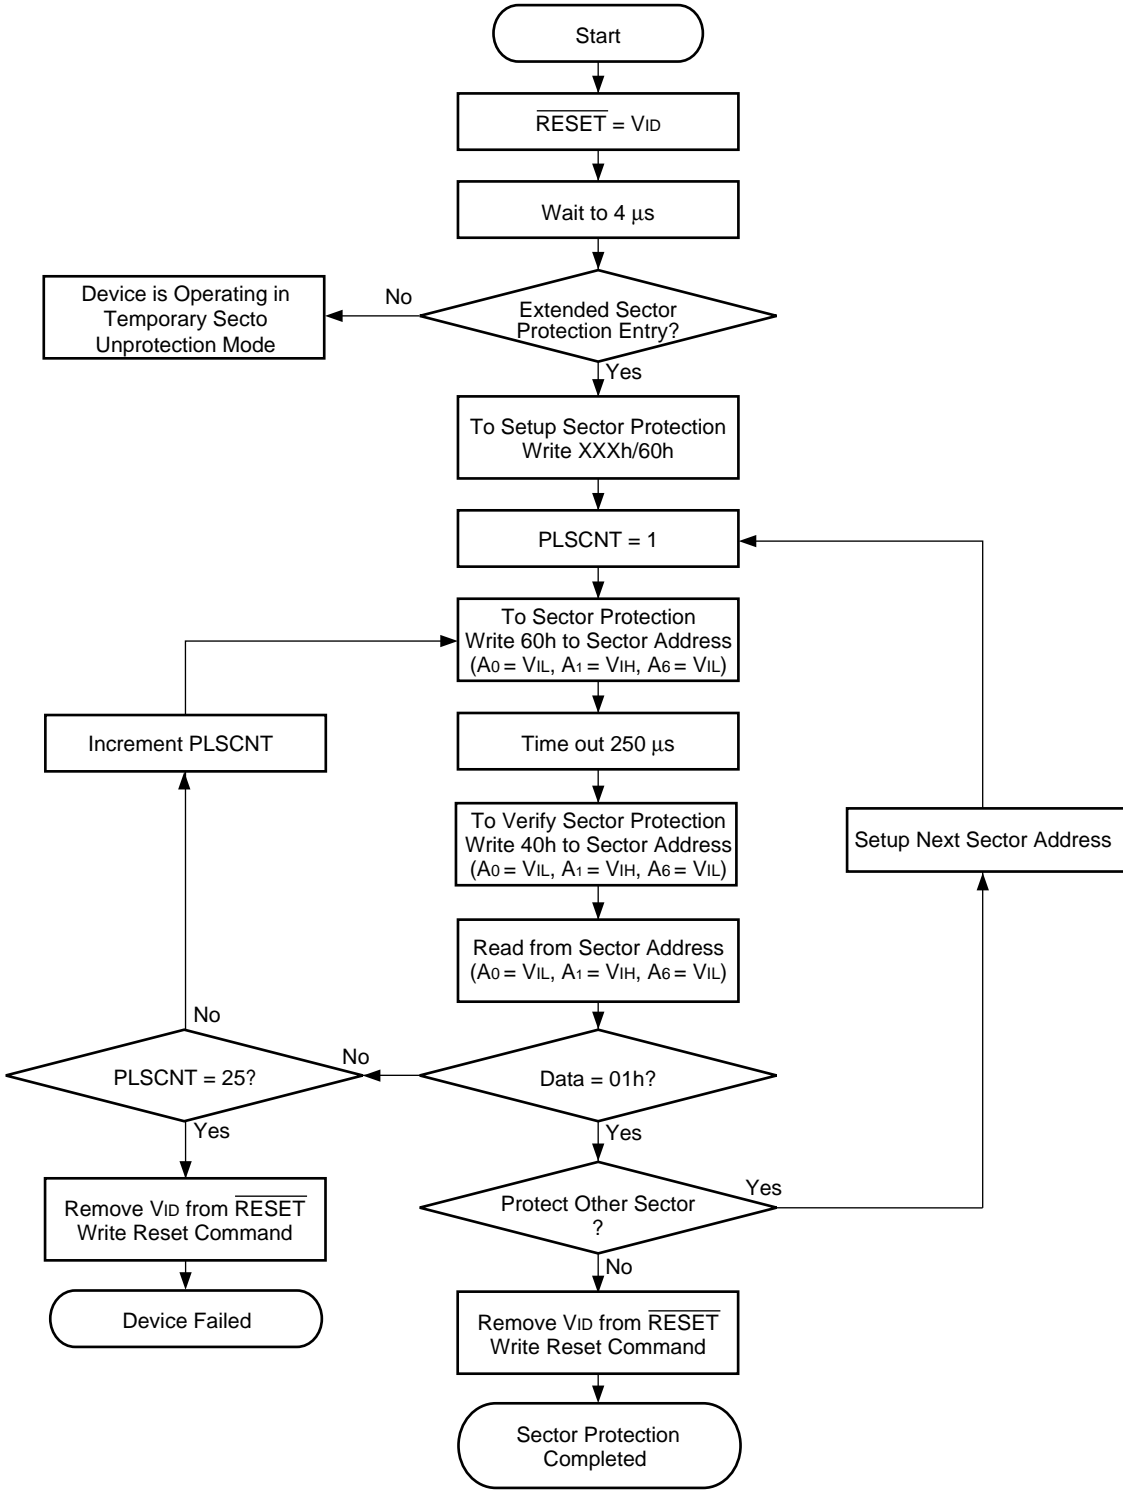 Start
RESET = VID
Wait to 4 μs
No
Device is Operating in
Temporary Secto
Unprotection Mode
Extended Sector
Protection Entry?
Yes
To Setup Sector Protection
Write XXXh/60h
PLSCNT = 1
To Sector Protection
Write 60h to Sector Address
(A0 = VIL, A1 = VIH, A6 = VIL)
Increment PLSCNT
Time out 250 μs
To Verify Sector Protection
Write 40h to Sector Address
(A0 = VIL, A1 = VIH, A6 = VIL)
Setup Next Sector Address
Read from Sector Address
(A0 = VIL, A1 = VIH, A6 = VIL)
No
No
PLSCNT = 25?
Data = 01h?
Yes
Yes
Protect Other Sector
?
Yes
Remove VID from RESET
Write Reset Command
No
Device Failed
Remove VID from RESET
Write Reset Command
Sector Protection
Completed